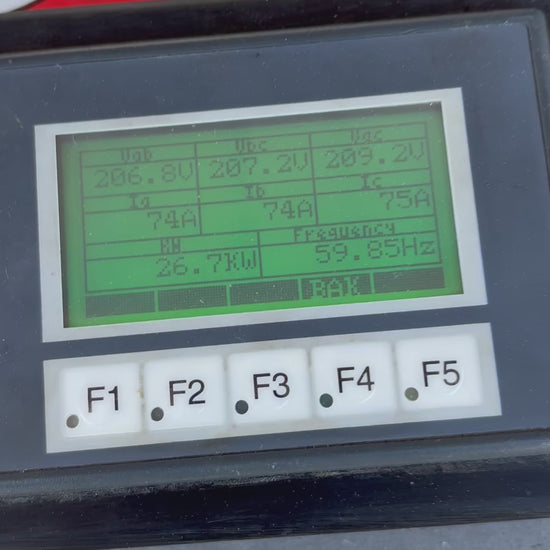 Vab Vbc Vac
206.8V 207.2V 209.2V
Ia Ib Ic
74A 74A 75A
KW Frequency
26.7KW 59.85Hz
BAK
F1 F2 F3 F4 F5